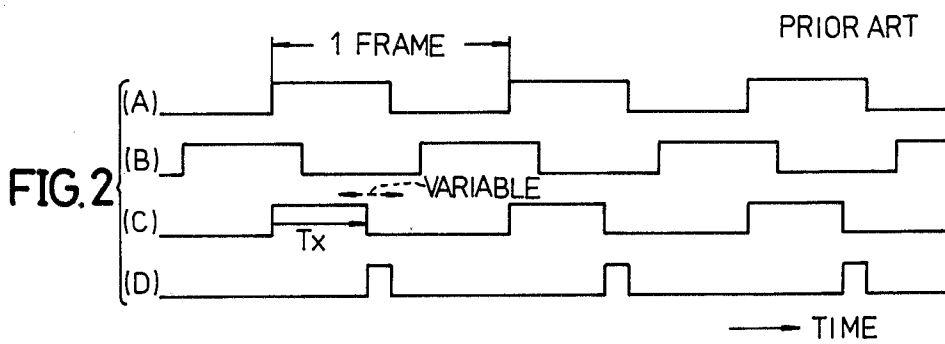 PRIOR ART
1 FRAME
(A)
(B)
FIG. 2
VARIABLE
(C)
Tx
(D)
TIME